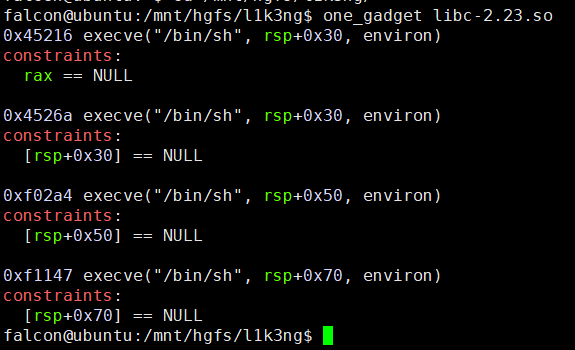 falcon@ubuntu:/mnt/hgfs/l1k3ng$ one_gadget libc-2.23.so
0x45216 execve("/bin/sh", rsp+0x30, environ)
constraints:
  rax == NULL

0x4526a execve("/bin/sh", rsp+0x30, environ)
constraints:
  [rsp+0x30] == NULL

0xf02a4 execve("/bin/sh", rsp+0x50, environ)
constraints:
  [rsp+0x50] == NULL

0xf1147 execve("/bin/sh", rsp+0x70, environ)
constraints:
  [rsp+0x70] == NULL
falcon@ubuntu:/mnt/hgfs/l1k3ng$